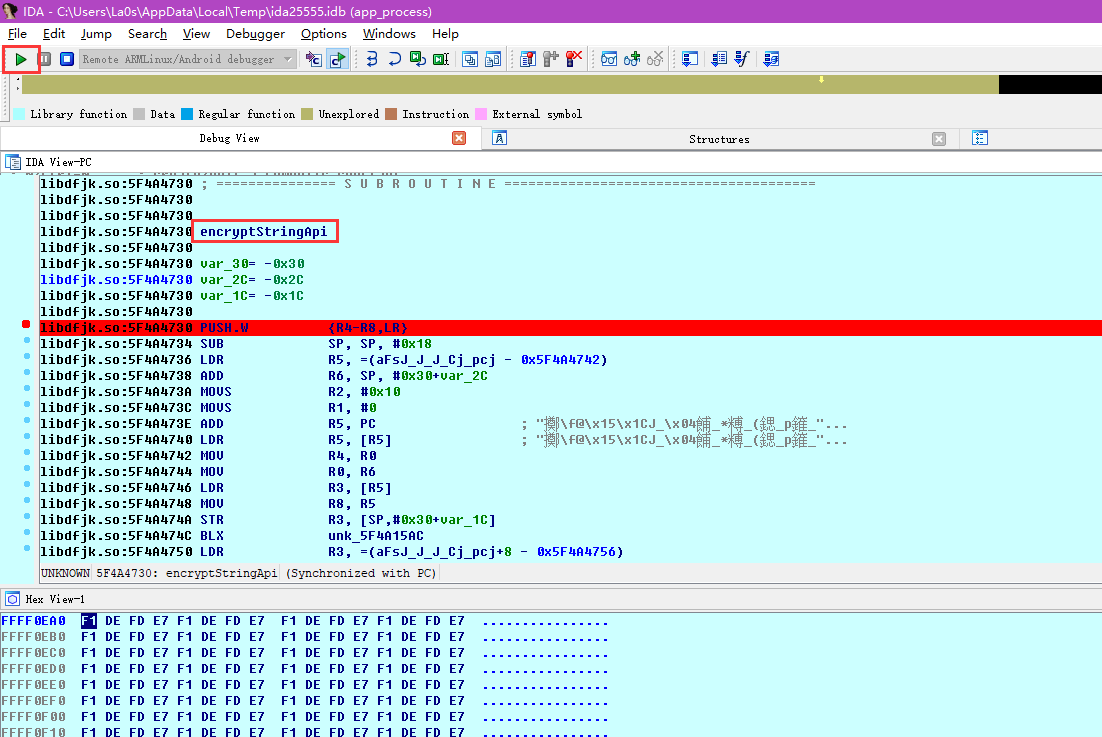 IDA - C:\Users\La0s\AppData\Local\Temp\ida25555.idb (app_process)
File Edit Jump Search View Debugger Options Windows Help
Remote ARMLinux/Android debugger
Library function Data Regular function Unexplored Instruction External symbol
Debug View Structures
IDA View-PC
libdfjk.so:5F4A4730 ; =============== S U B R O U T I N E =======================================
libdfjk.so:5F4A4730
libdfjk.so:5F4A4730
libdfjk.so:5F4A4730 encryptStringApi
libdfjk.so:5F4A4730
libdfjk.so:5F4A4730 var_30= -0x30
libdfjk.so:5F4A4730 var_2C= -0x2C
libdfjk.so:5F4A4730 var_1C= -0x1C
libdfjk.so:5F4A4730
libdfjk.so:5F4A4730 PUSH.W {R4-R8,LR}
libdfjk.so:5F4A4734 SUB SP, SP, #0x18
libdfjk.so:5F4A4736 LDR R5, =(aFsJ_J_J_Cj_pcj - 0x5F4A4742)
libdfjk.so:5F4A4738 ADD R6, SP, #0x30+var_2C
libdfjk.so:5F4A473A MOVS R2, #0x10
libdfjk.so:5F4A473C MOVS R1, #0
libdfjk.so:5F4A473E ADD R5, PC ; "擲\f@\x15\x1CJ_\x04餔_*糐_(鍶_p簁_"...
libdfjk.so:5F4A4740 LDR R5, [R5] ; "擲\f@\x15\x1CJ_\x04餔_*糐_(鍶_p簁_"...
libdfjk.so:5F4A4742 MOV R4, R0
libdfjk.so:5F4A4744 MOV R0, R6
libdfjk.so:5F4A4746 LDR R3, [R5]
libdfjk.so:5F4A4748 MOV R8, R5
libdfjk.so:5F4A474A STR R3, [SP,#0x30+var_1C]
libdfjk.so:5F4A474C BLX unk_5F4A15AC
libdfjk.so:5F4A4750 LDR R3, =(aFsJ_J_J_Cj_pcj+8 - 0x5F4A4756)
UNKNOWN 5F4A4730: encryptStringApi (Synchronized with PC)
Hex View-1
FFFF0EA0 F1 DE FD E7 F1 DE FD E7 F1 DE FD E7 F1 DE FD E7 ................
FFFF0EB0 F1 DE FD E7 F1 DE FD E7 F1 DE FD E7 F1 DE FD E7 ................
FFFF0EC0 F1 DE FD E7 F1 DE FD E7 F1 DE FD E7 F1 DE FD E7 ................
FFFF0ED0 F1 DE FD E7 F1 DE FD E7 F1 DE FD E7 F1 DE FD E7 ................
FFFF0EE0 F1 DE FD E7 F1 DE FD E7 F1 DE FD E7 F1 DE FD E7 ................
FFFF0EF0 F1 DE FD E7 F1 DE FD E7 F1 DE FD E7 F1 DE FD E7 ................
FFFF0F00 F1 DE FD E7 F1 DE FD E7 F1 DE FD E7 F1 DE FD E7 ................
FFFF0F10 F1 DE FD E7 F1 DE FD E7 F1 DE FD E7 F1 DE FD E7 ................